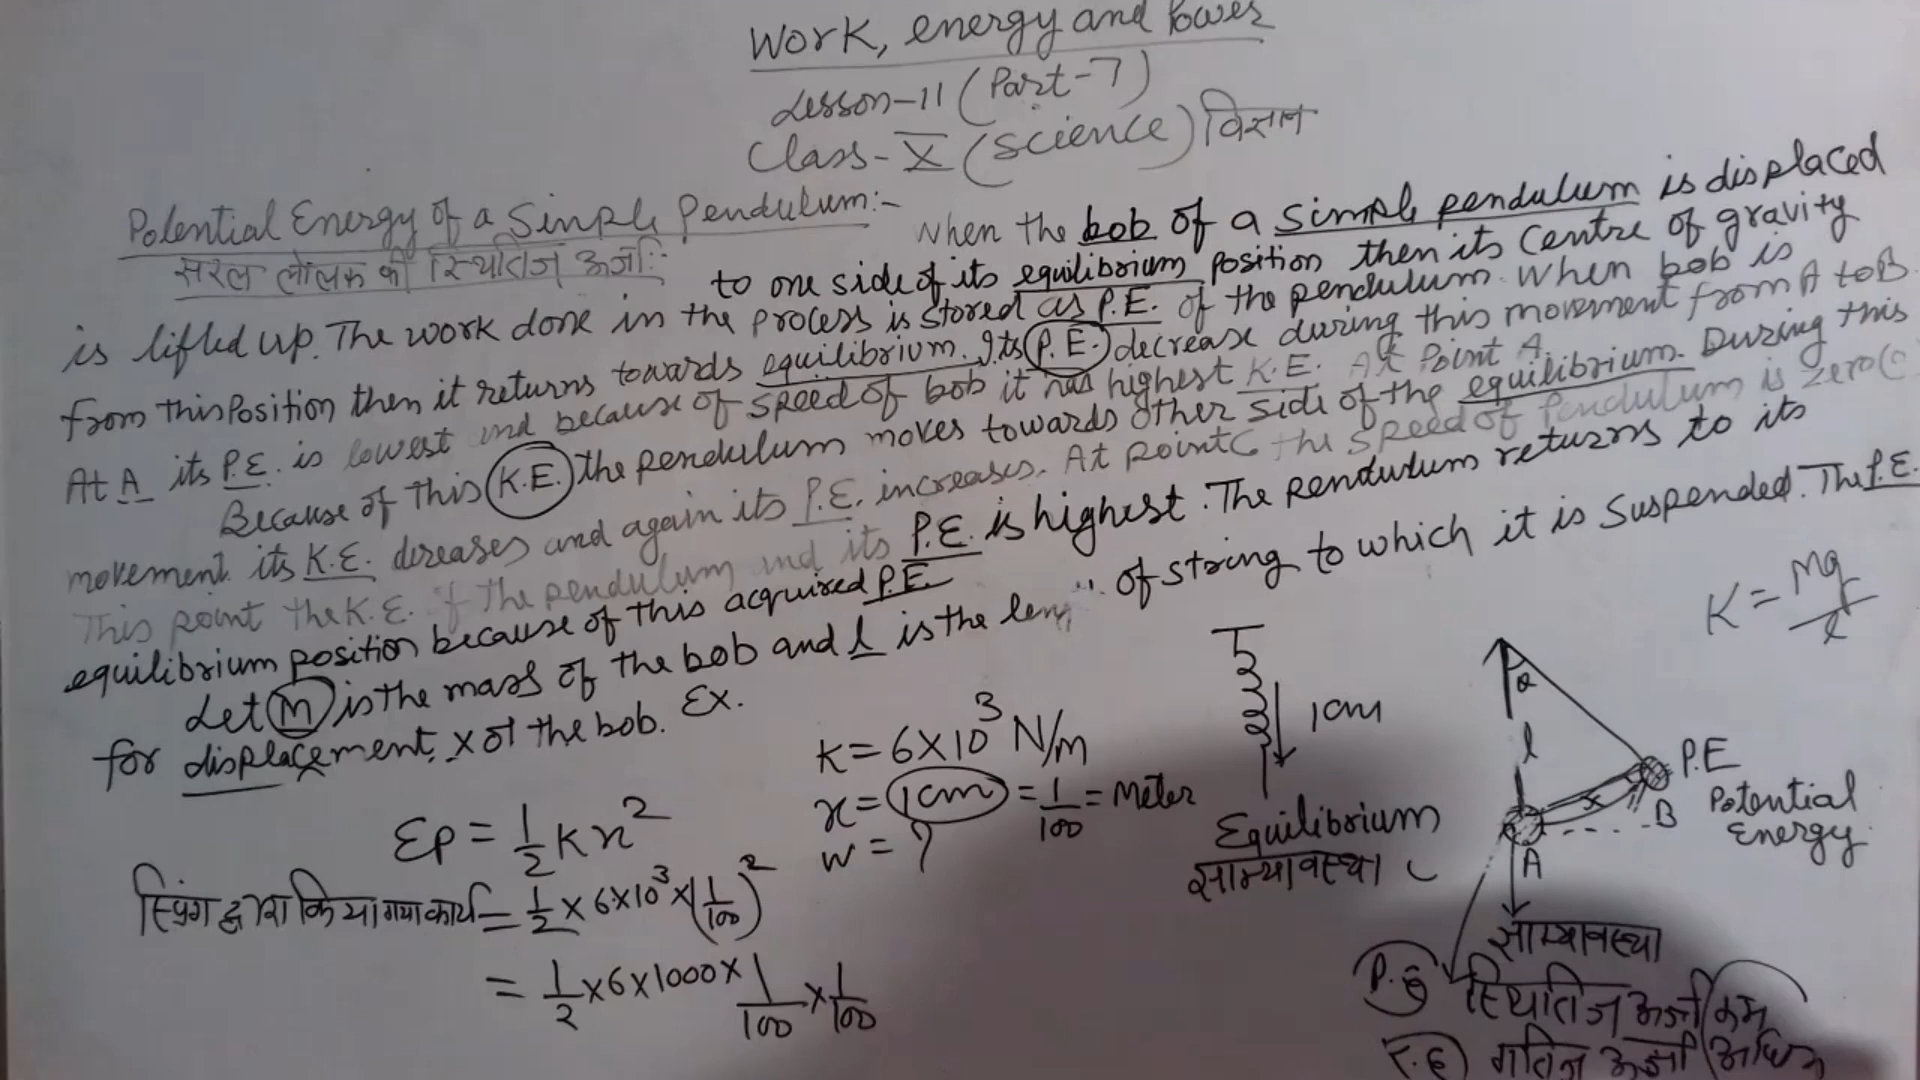 Work, energy and Power
Lesson-11 (Part-7)
Class-X (Science) विज्ञान
Potential Energy of a Simple Pendulum:- When the bob of a simple pendulum is displaced
सरल लोलक की स्थितिज ऊर्जा:- to one side of its equilibrium position then its centre of gravity
is lifted up. The work done in the process is stored as P.E. of the pendulum. When bob is
from this Position then it returns towards equilibrium. Its P.E. decrease during this movement from A to B
At A its P.E. is lowest and because of speed of bob it has highest K.E. At Point A
Because of this K.E. the pendulum moves towards other side of the equilibrium. During this
movement its K.E. dereases and again its P.E. increases. At point C the speed of Pendulum is zero (0
This point the K.E. of the pendulum and its P.E. is highest. The Pendulum returns to its
equilibrium position because of this acquired P.E.
Let M is the mass of the bob and l is the of string to which it is suspended. The P.E.
for displacement, x of the bob. Ex.
K = Mg/l
Ep = 1/2 K x²
K = 6×10³ N/m
x = 1cm = 1/100 = Meter
w = ?
स्प्रिंग द्वारा किया गया कार्य = 1/2 × 6×10³ × (1/100)²
= 1/2 × 6 × 1000 × 1/100 × 1/100
1cm
Equilibrium
साम्यावस्था
l
x
A
B
P.E
Potential
Energy
साम्यावस्था
स्थितिज ऊर्जा कम
गतिज ऊर्जा अधिक